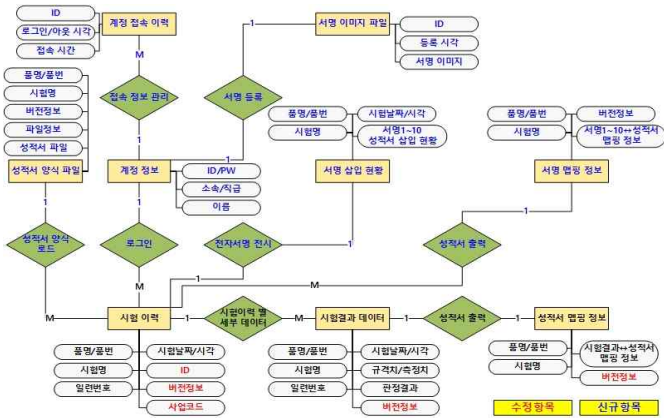 ID
로그인/아웃 시각
접속 시간
계정 접속 이력
1
서명 이미지 파일
ID
등록 시각
서명 이미지
M
품명/품번
시험명
버전정보
파일정보
성적서 파일
접속 정보 관리
서명 등록
품명/품번
시험명
시험날짜/시각
서명1~10
성적서 삽입 현황
품명/품번
시험명
버전정보
서명1~10↔성적서
맵핑 정보
1
1
성적서 양식 파일
계정 정보
ID/PW
소속/직급
이름
서명 삽입 현황
서명 맵핑 정보
1
1
1
성적서 양식
로드
로그인
전자서명 전시
1
성적서 출력
1
M
M
M
시험 이력
1
시험이력 별
세부 데이터
M
시험결과 데이터
1
성적서 출력
1
성적서 맵핑 정보
품명/품번
시험명
일련번호
시험날짜/시각
ID
버전정보
사업코드
품명/품번
시험명
일련번호
시험날짜/시각
규격치/측정치
판정결과
버전정보
품명/품번
시험명
시험결과↔성적서
맵핑 정보
버전정보
수정항목
신규항목